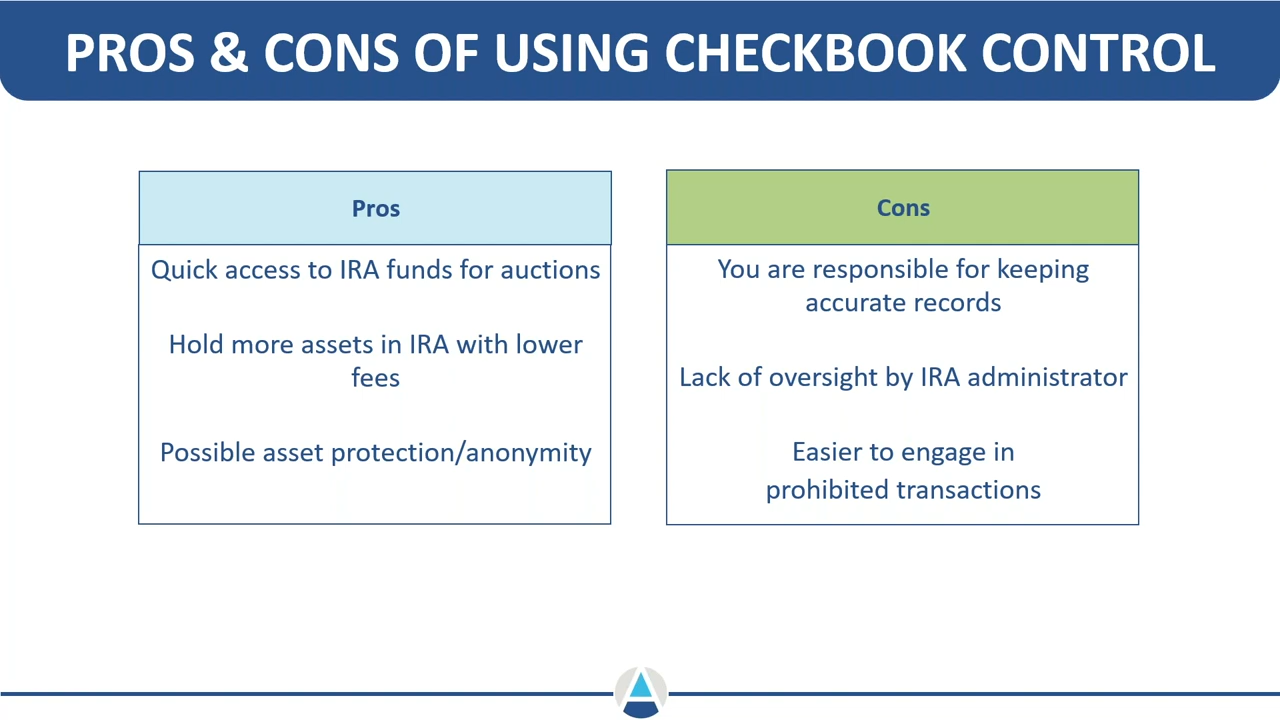 PROS & CONS OF USING CHECKBOOK CONTROL
Pros
Quick access to IRA funds for auctions
Hold more assets in IRA with lower
fees
Possible asset protection/anonymity
Cons
You are responsible for keeping
accurate records
Lack of oversight by IRA administrator
Easier to engage in
prohibited transactions